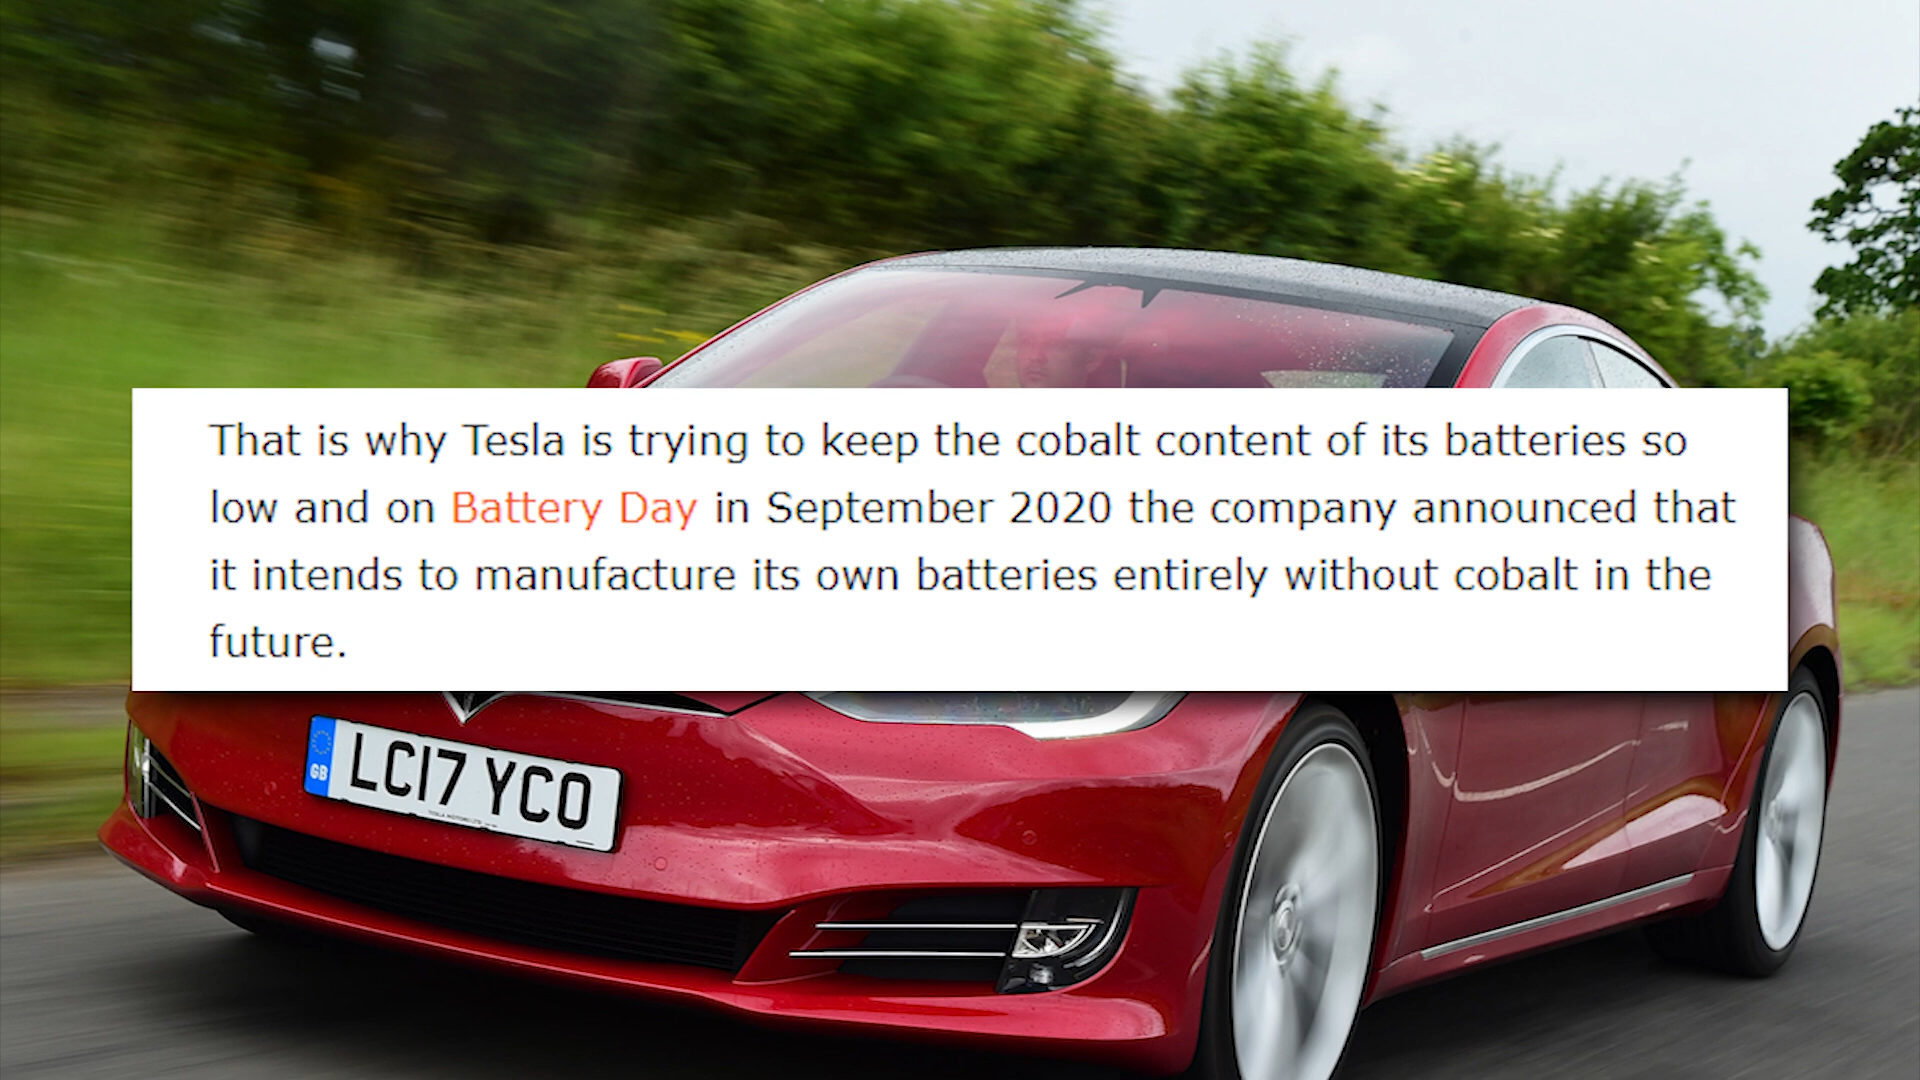 That is why Tesla is trying to keep the cobalt content of its batteries so
low and on Battery Day in September 2020 the company announced that
it intends to manufacture its own batteries entirely without cobalt in the
future.
GB
LC17 YCO